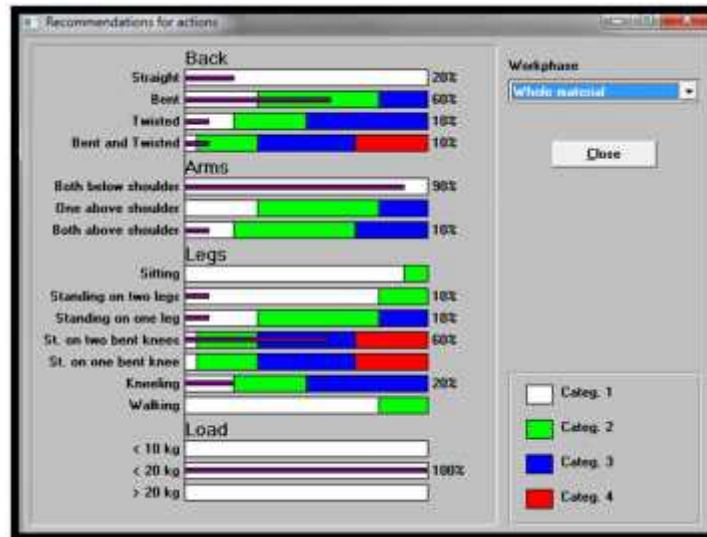 Recommendations for actions
Back
Straight 20%
Bent 60%
Twisted 10%
Bent and Twisted 10%
Arms
Both below shoulder 90%
One above shoulder
Both above shoulder 10%
Legs
Sitting
Standing on two legs 10%
Standing on one leg 10%
St. on two bent knees 60%
St. on one bent knee
Kneeling 20%
Walking
Load
< 10 kg
< 20 kg 100%
> 20 kg
Workphase
Whole material
Close
Categ. 1
Categ. 2
Categ. 3
Categ. 4